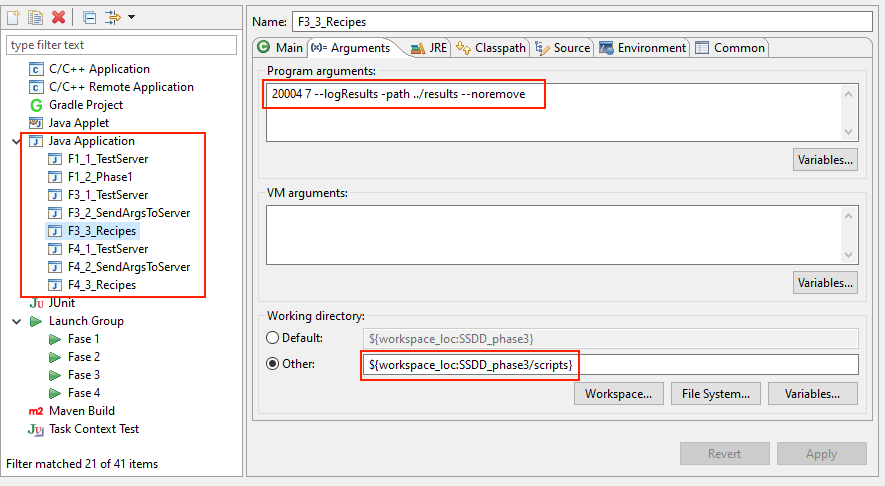 type filter text
C/C++ Application
C/C++ Remote Application
Gradle Project
Java Applet
Java Application
F1_1_TestServer
F1_2_Phase1
F3_1_TestServer
F3_2_SendArgsToServer
F3_3_Recipes
F4_1_TestServer
F4_2_SendArgsToServer
F4_3_Recipes
JUnit
Launch Group
Fase 1
Fase 2
Fase 3
Fase 4
m2 Maven Build
Task Context Test
Filter matched 21 of 41 items
Name: F3_3_Recipes
Main (x)= Arguments JRE Classpath Source Environment Common
Program arguments:
20004 7 --logResults -path ../results --noremove
Variables...
VM arguments:
Variables...
Working directory:
Default: ${workspace_loc:SSDD_phase3}
Other: ${workspace_loc:SSDD_phase3/scripts}
Workspace... File System... Variables...
Revert Apply